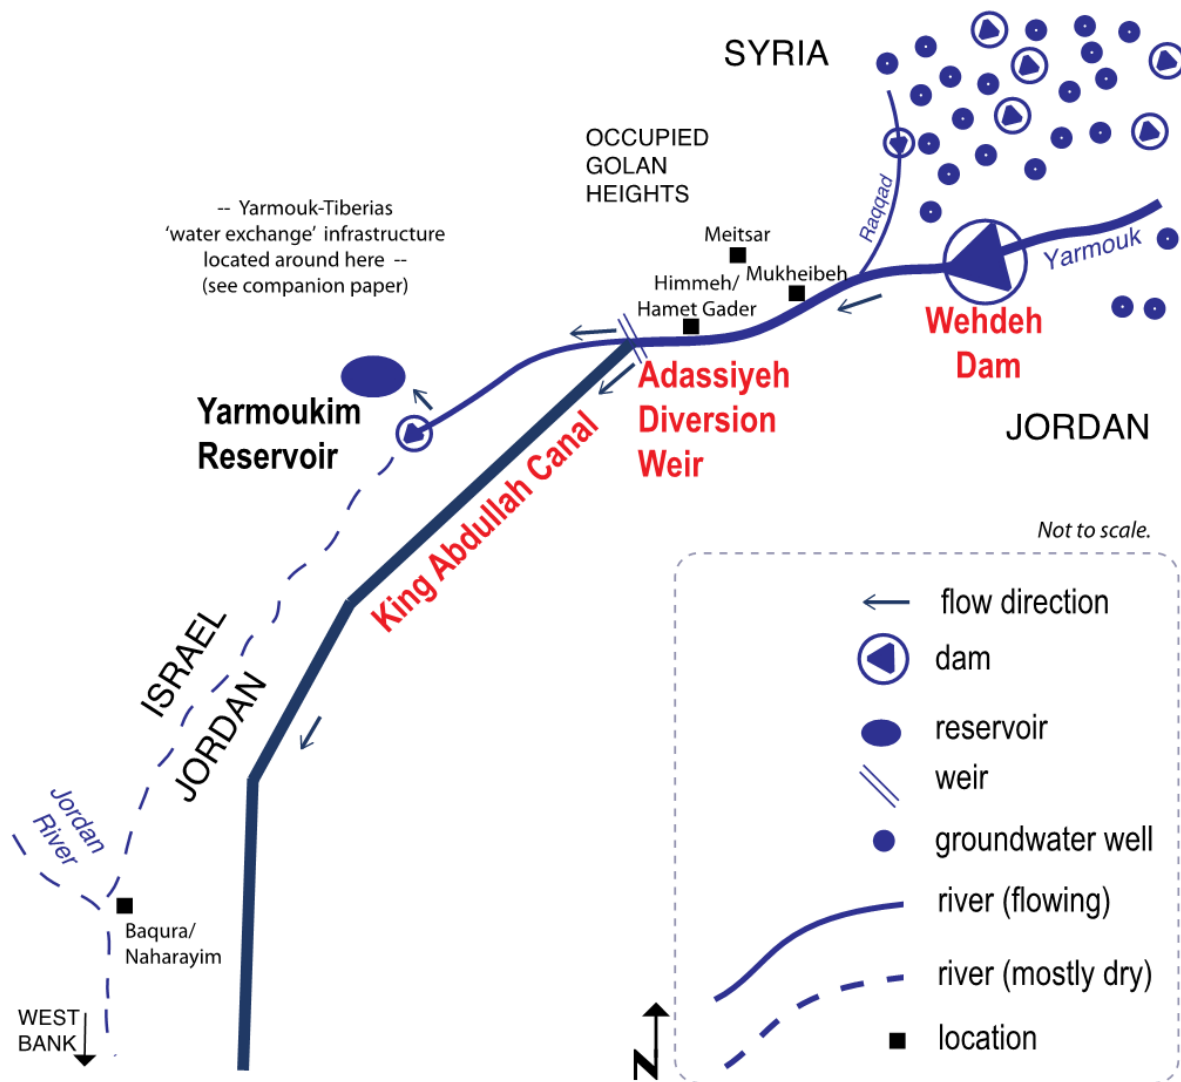 SYRIA
OCCUPIED
GOLAN
HEIGHTS
-- Yarmouk-Tiberias
'water exchange' infrastructure
located around here --
(see companion paper)
Raqqad
Meitsar
Mukheibeh
Himmeh/
Hamet Gader
Yarmouk
Wehdeh
Dam
Adassiyeh
Diversion
Weir
Yarmoukim
Reservoir
JORDAN
King Abdullah Canal
ISRAEL
JORDAN
Jordan
River
Baqura/
Naharayim
WEST
BANK
Not to scale.
flow direction
dam
reservoir
weir
groundwater well
river (flowing)
river (mostly dry)
location
N